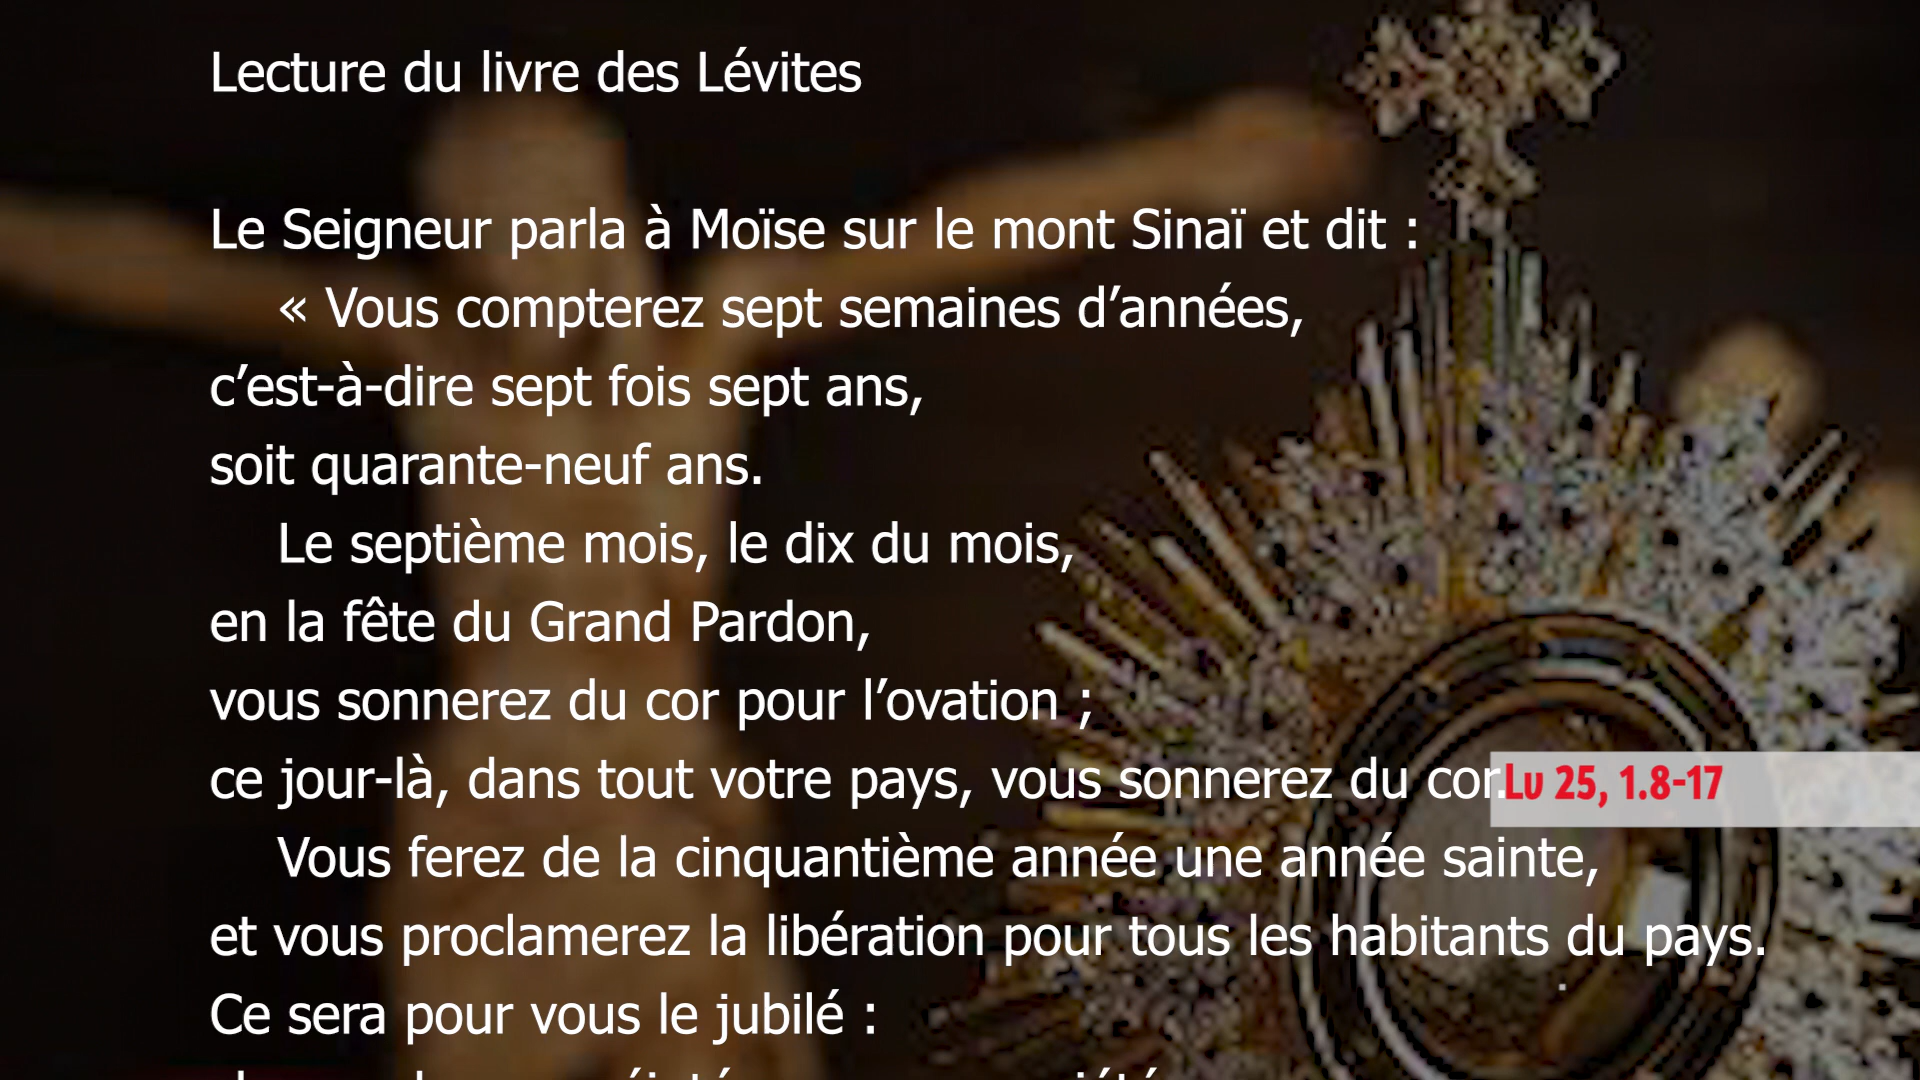 Lecture du livre des Lévites
Le Seigneur parla à Moïse sur le mont Sinaï et dit :
« Vous compterez sept semaines d’années,
c’est-à-dire sept fois sept ans,
soit quarante-neuf ans.
Le septième mois, le dix du mois,
en la fête du Grand Pardon,
vous sonnerez du cor pour l’ovation ;
ce jour-là, dans tout votre pays, vous sonnerez du cor.
Lv 25, 1.8-17
Vous ferez de la cinquantième année une année sainte,
et vous proclamerez la libération pour tous les habitants du pays.
Ce sera pour vous le jubilé :